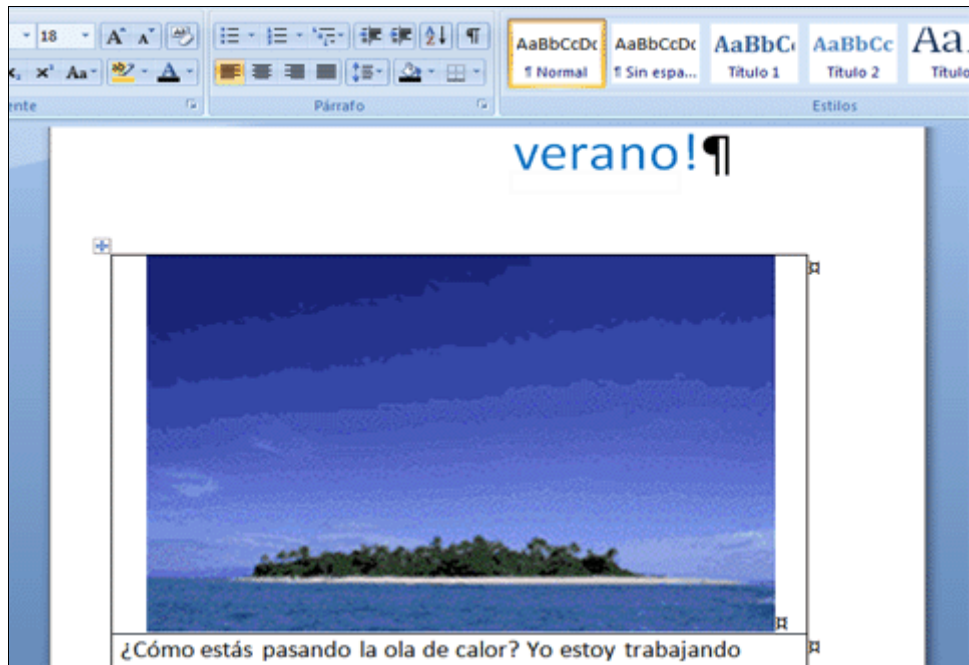 18
AaBbCcDc AaBbCcDc AaBbC AaBbCc Aa
¶ Normal ¶ Sin espa... Título 1 Título 2 Título
Párrafo Estilos
verano!¶
¿Cómo estás pasando la ola de calor? Yo estoy trabajando